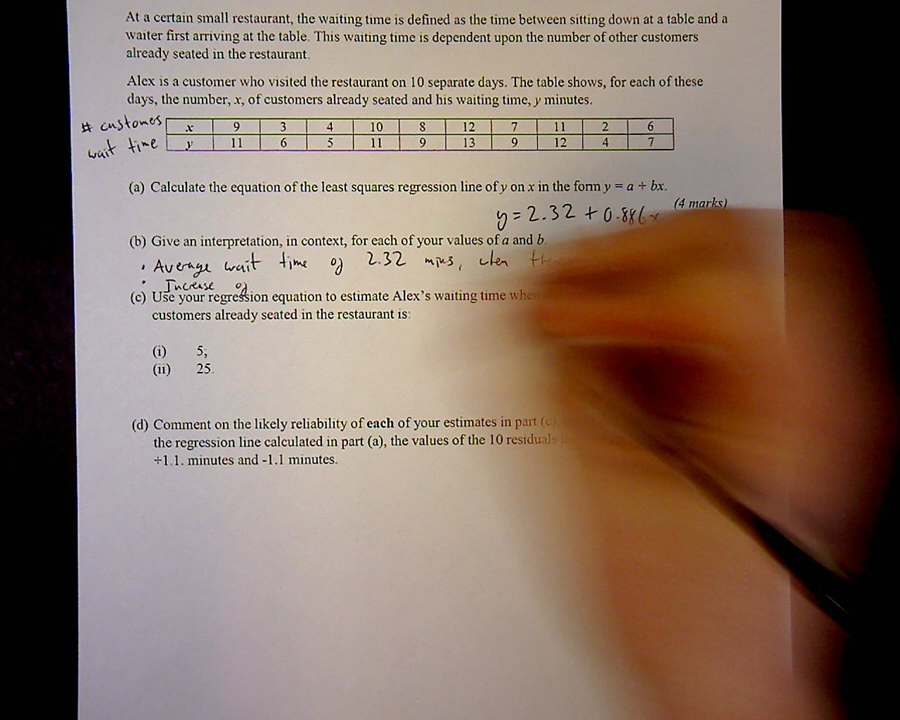 At a certain small restaurant, the waiting time is defined as the time between sitting down at a table and a
waiter first arriving at the table. This waiting time is dependent upon the number of other customers
already seated in the restaurant.
Alex is a customer who visited the restaurant on 10 separate days. The table shows, for each of these
days, the number, x, of customers already seated and his waiting time, y minutes.
# customes x 9 3 4 10 8 12 7 11 2 6
wait time y 11 6 5 11 9 13 9 12 4 7
(a) Calculate the equation of the least squares regression line of y on x in the form y = a + bx.
(4 marks)
y = 2.32 + 0.886x
(b) Give an interpretation, in context, for each of your values of a and b.
• Average wait time of 2.32 mins, when
• Increase of
(c) Use your regression equation to estimate Alex's waiting time
customers already seated in the restaurant is:
(i) 5;
(ii) 25.
(d) Comment on the likely reliability of each of your estimates in part (c)
the regression line calculated in part (a), the values of the 10 residuals
+1.1. minutes and -1.1 minutes.